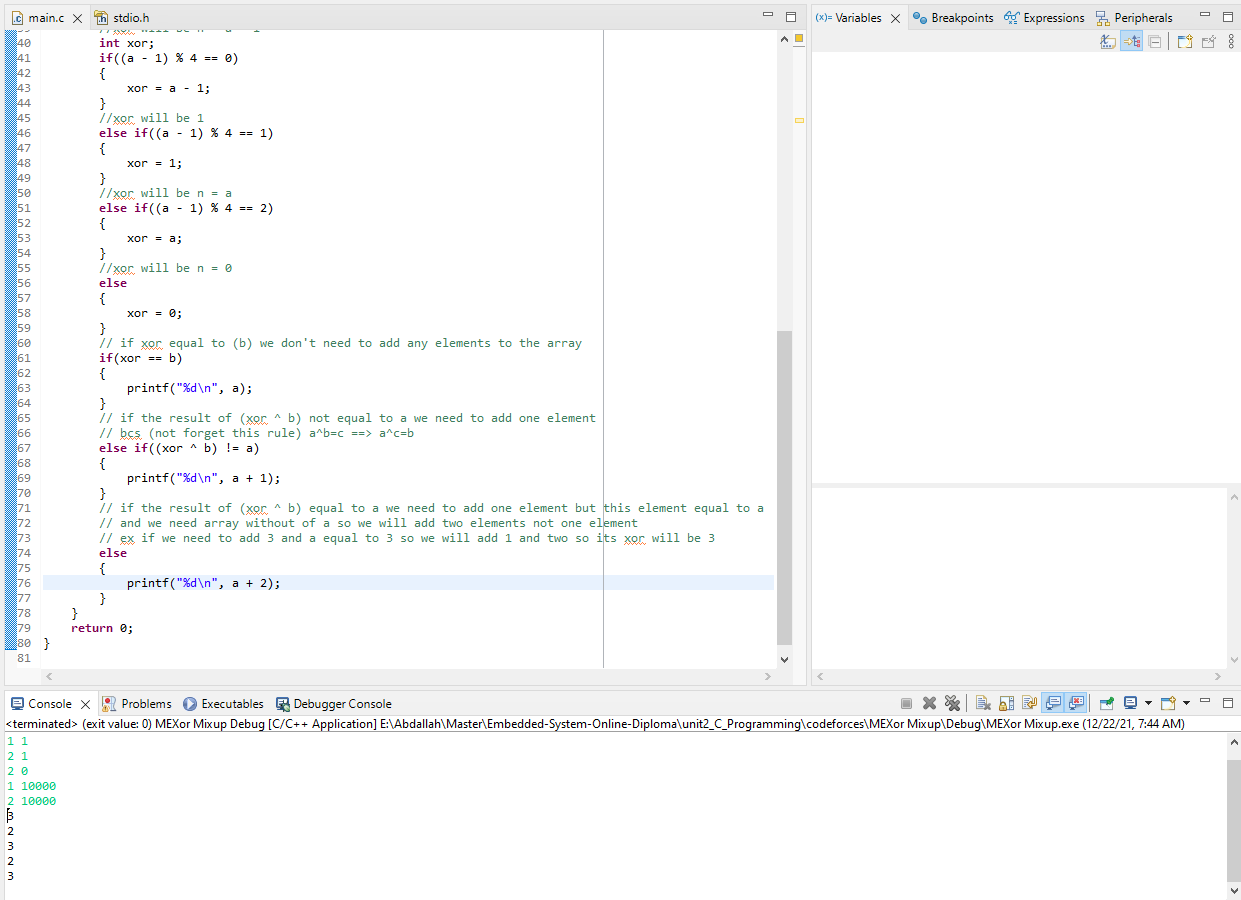 main.c
stdio.h
40 int xor;
41 if((a - 1) % 4 == 0)
42 {
43 xor = a - 1;
44 }
45 //xor will be 1
46 else if((a - 1) % 4 == 1)
47 {
48 xor = 1;
49 }
50 //xor will be n = a
51 else if((a - 1) % 4 == 2)
52 {
53 xor = a;
54 }
55 //xor will be n = 0
56 else
57 {
58 xor = 0;
59 }
60 // if xor equal to (b) we don't need to add any elements to the array
61 if(xor == b)
62 {
63 printf("%d\n", a);
64 }
65 // if the result of (xor ^ b) not equal to a we need to add one element
66 // bcs (not forget this rule) a^b=c ==> a^c=b
67 else if((xor ^ b) != a)
68 {
69 printf("%d\n", a + 1);
70 }
71 // if the result of (xor ^ b) equal to a we need to add one element but this element equal to a
72 // and we need array without of a so we will add two elements not one element
73 // ex if we need to add 3 and a equal to 3 so we will add 1 and two so its xor will be 3
74 else
75 {
76 printf("%d\n", a + 2);
77 }
78 }
79 return 0;
80 }
81
(x)= Variables
Breakpoints
Expressions
Peripherals
Console
Problems
Executables
Debugger Console
<terminated> (exit value: 0) MEXor Mixup Debug [C/C++ Application] E:\Abdallah\Master\Embedded-System-Online-Diploma\unit2_C_Programming\codeforces\MEXor Mixup\Debug\MEXor Mixup.exe (12/22/21, 7:44 AM)
1 1
2 1
2 0
1 10000
2 10000
3
2
3
2
3